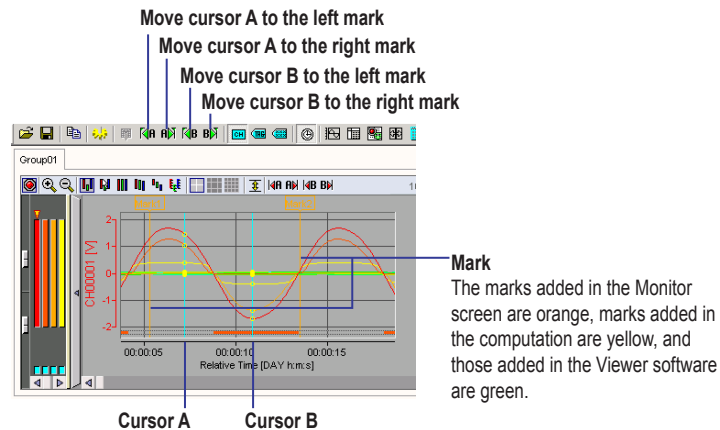 Move cursor A to the left mark
Move cursor A to the right mark
Move cursor B to the left mark
Move cursor B to the right mark
A A B B
CH
Group01
A A B B
2
1
0
-1
-2
CH00001 [V]
00:00:05 00:00:10 00:00:15
Relative Time [DAY h:m:s]
Mark
The marks added in the Monitor
screen are orange, marks added in
the computation are yellow, and
those added in the Viewer software
are green.
Cursor A Cursor B